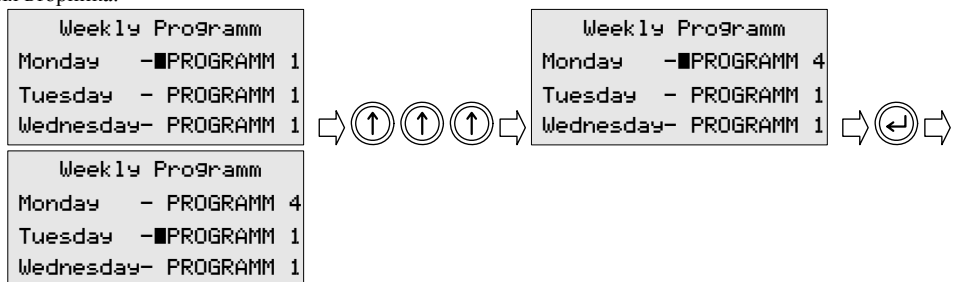 Weekly Programm
Monday -■PROGRAMM 1
Tuesday - PROGRAMM 1
Wednesday- PROGRAMM 1
Weekly Programm
Monday -■PROGRAMM 4
Tuesday - PROGRAMM 1
Wednesday- PROGRAMM 1
Weekly Programm
Monday - PROGRAMM 4
Tuesday -■PROGRAMM 1
Wednesday- PROGRAMM 1